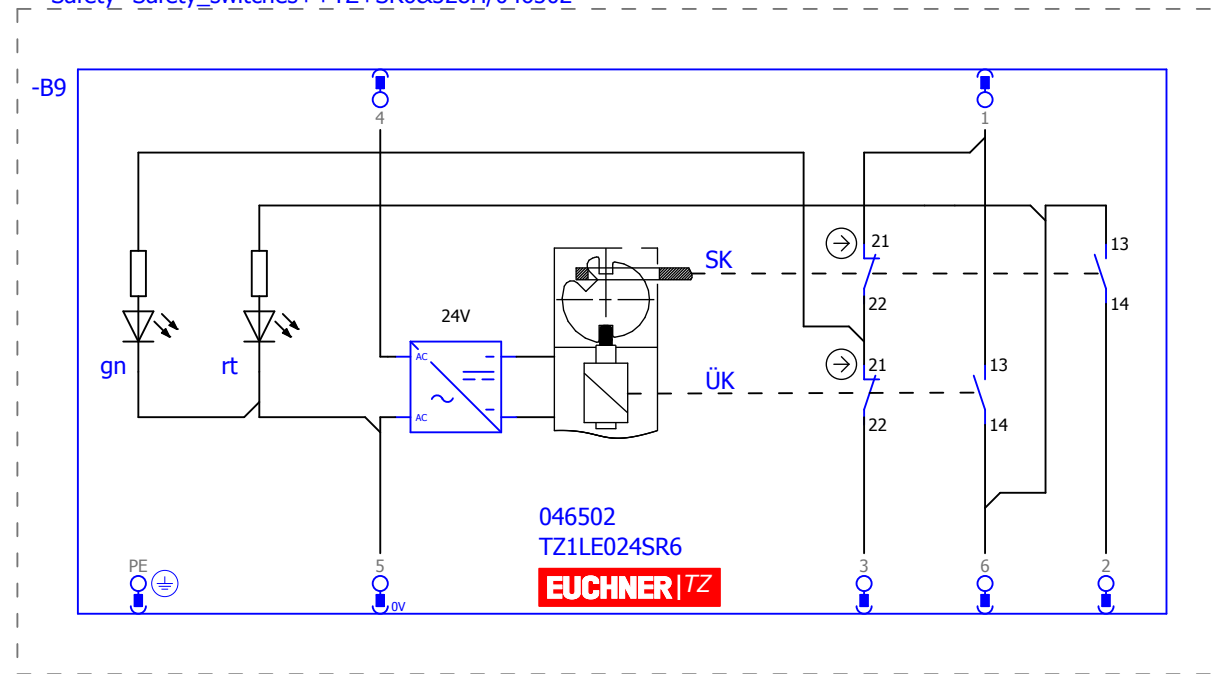 -B9
4
1
21
13
SK
22
14
24V
gn
rt
AC
AC
21
13
ÜK
22
14
046502
TZ1LE024SR6
EUCHNER|TZ
PE
5
0V
3
6
2